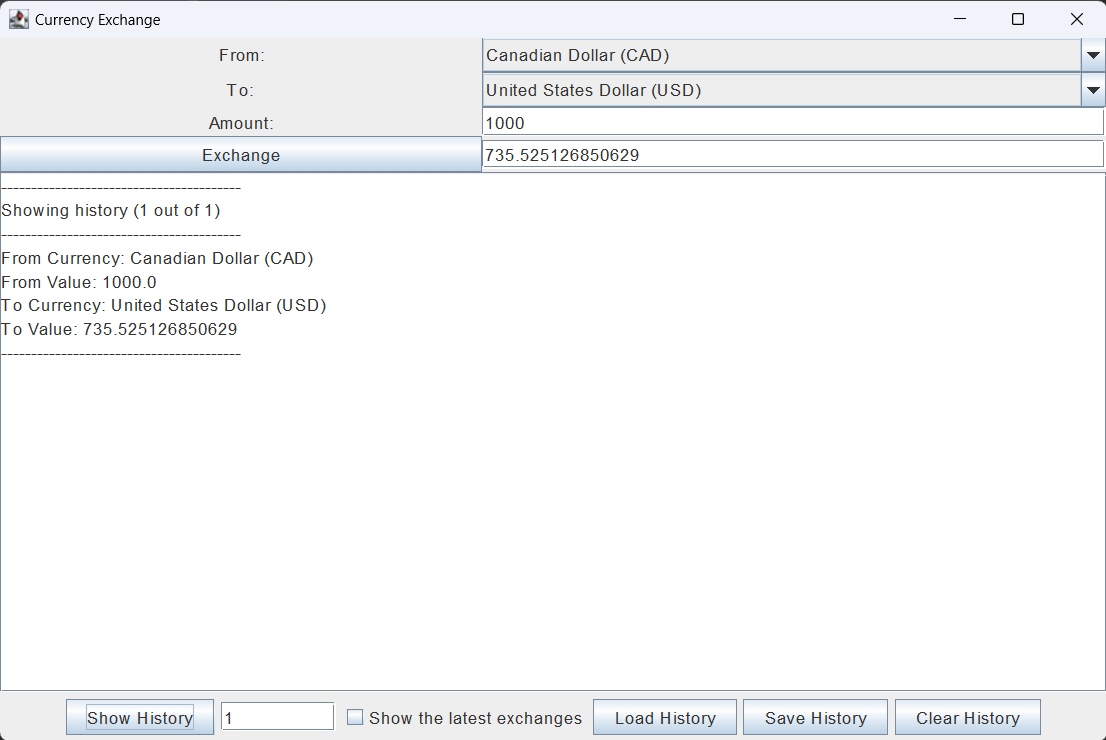 Currency Exchange
From: Canadian Dollar (CAD)
To: United States Dollar (USD)
Amount: 1000
Exchange 735.525126850629
----------------------------------------
Showing history (1 out of 1)
----------------------------------------
From Currency: Canadian Dollar (CAD)
From Value: 1000.0
To Currency: United States Dollar (USD)
To Value: 735.525126850629
----------------------------------------
Show History 1 Show the latest exchanges Load History Save History Clear History